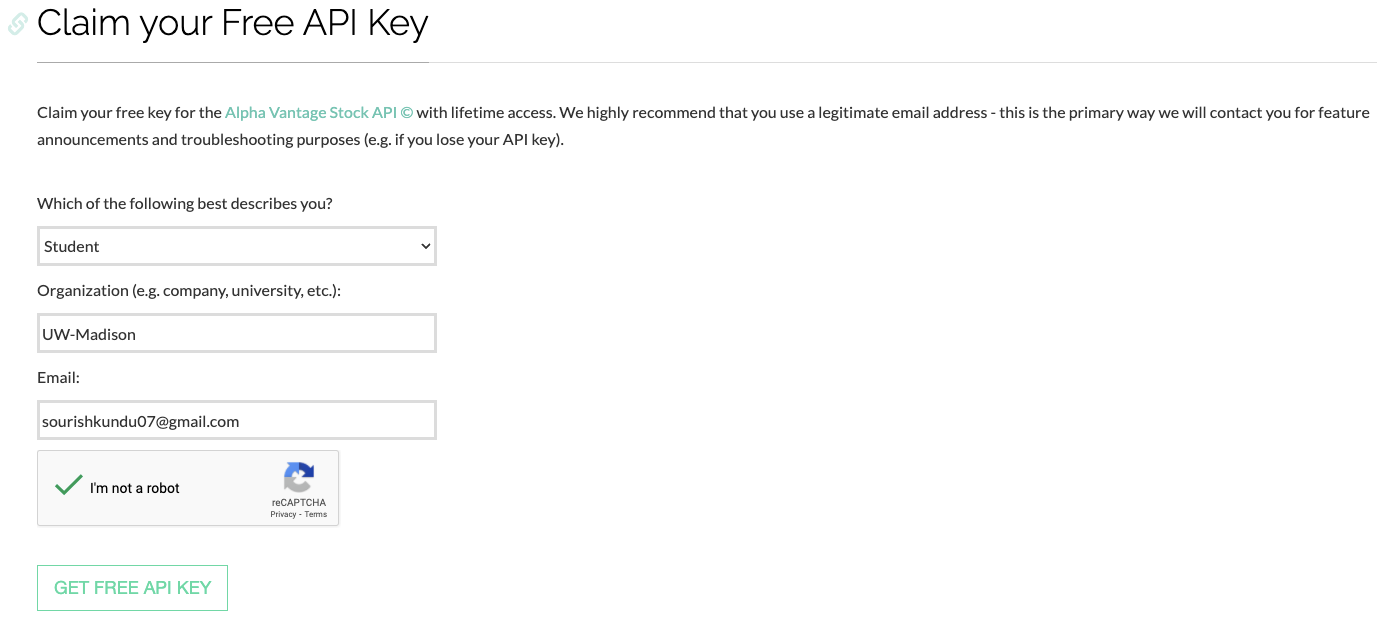 Claim your Free API Key
Claim your free key for the Alpha Vantage Stock API © with lifetime access. We highly recommend that you use a legitimate email address - this is the primary way we will contact you for feature
announcements and troubleshooting purposes (e.g. if you lose your API key).
Which of the following best describes you?
Student
Organization (e.g. company, university, etc.):
UW-Madison
Email:
sourishkundu07@gmail.com
I'm not a robot
reCAPTCHA
Privacy - Terms
GET FREE API KEY